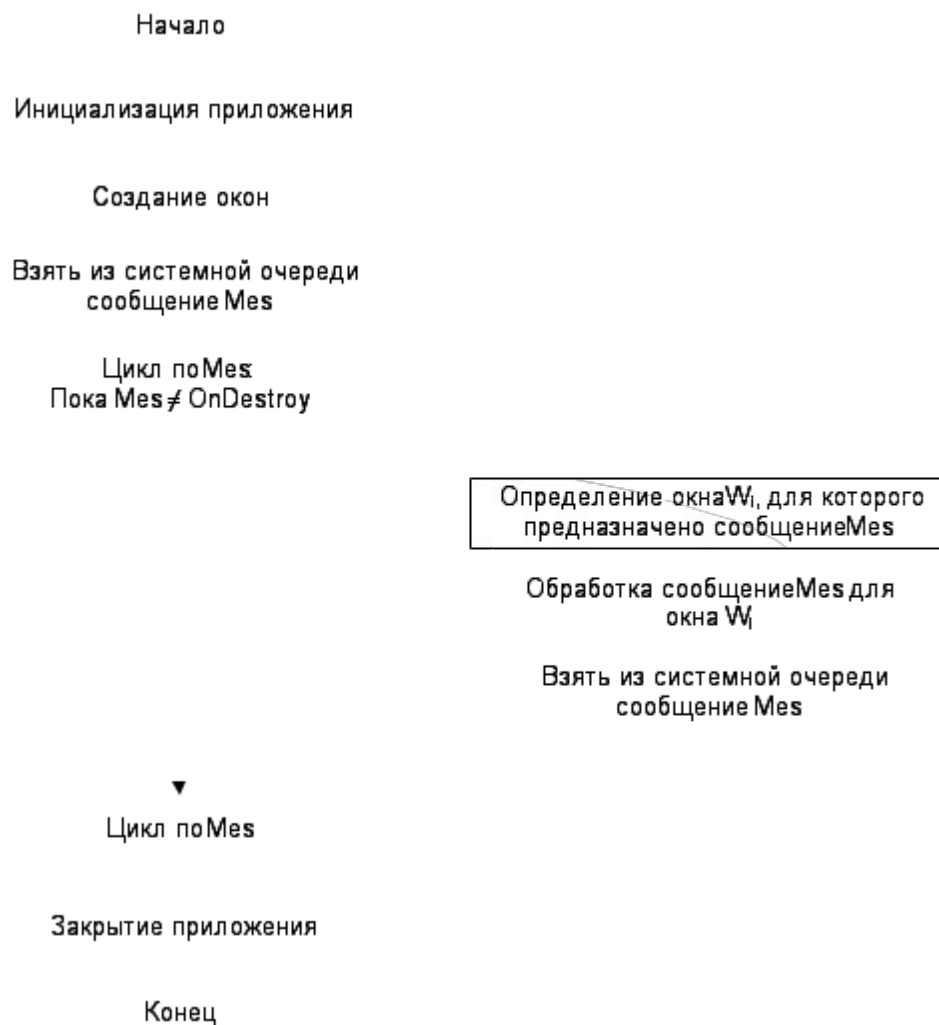 Начало
Инициализация приложения
Создание окон
Взять из системной очереди
сообщение Mes
Цикл по Mes:
Пока Mes ≠ OnDestroy
Определение окна Wi, для которого
предназначено сообщение Mes
Обработка сообщение Mes для
окна Wi
Взять из системной очереди
сообщение Mes
Цикл по Mes
Закрытие приложения
Конец